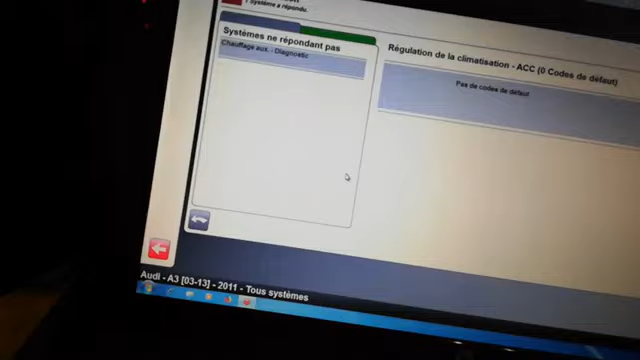 système a répondu.
Systèmes ne répondant pas
Chauffage aux. - Diagnostic
Régulation de la climatisation - ACC (0 Codes de défaut)
Pas de codes de défaut
Audi - A3 [03-13] - 2011 - Tous systèmes